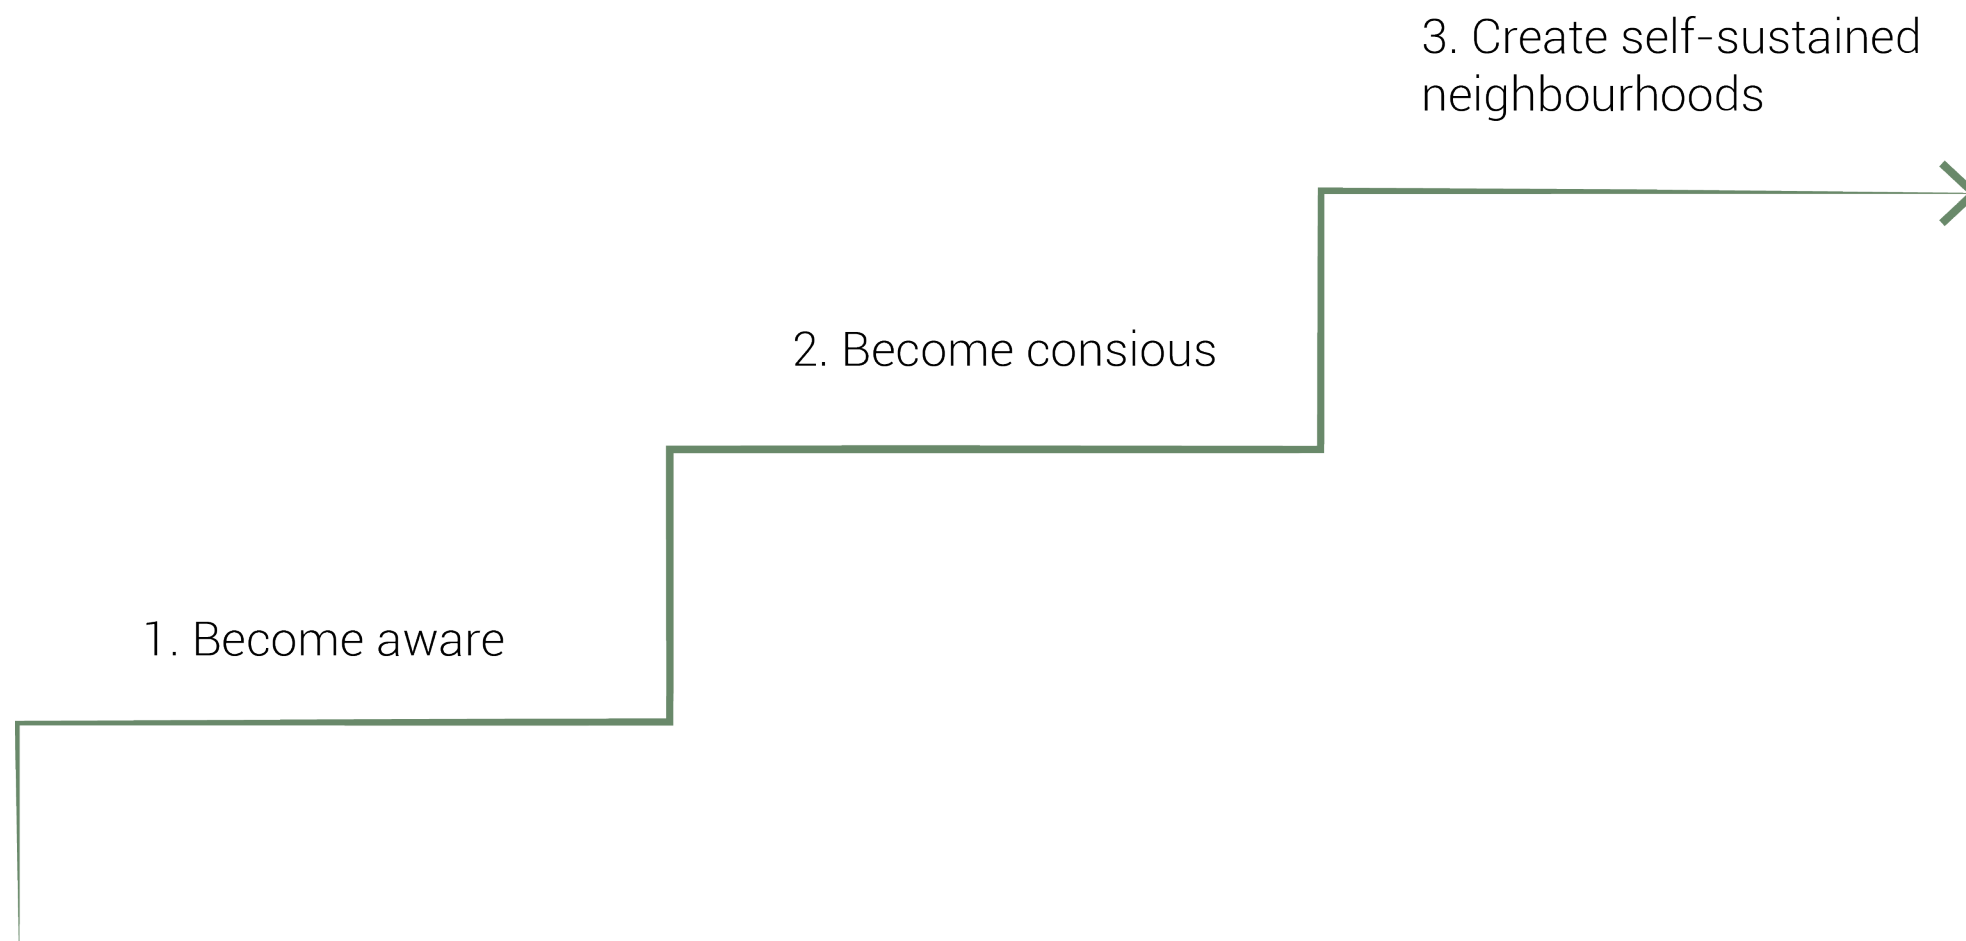 3. Create self-sustained
neighbourhoods
2. Become consious
1. Become aware